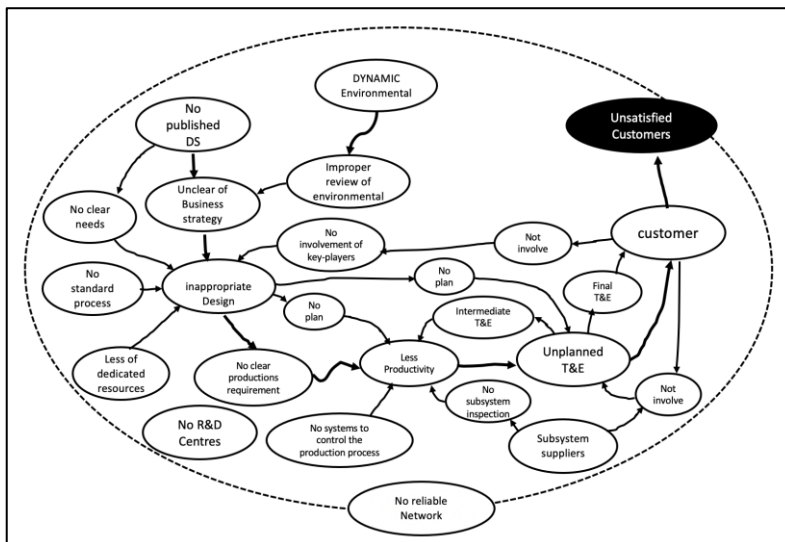 DYNAMIC
Environmental
No
published
DS
Unsatisfied
Customers
Improper
review of
environmental
Unclear of
Business
strategy
No clear
needs
No
involvement of
key-players
Not
involve
customer
No
standard
process
inappropriate
Design
No
plan
Final
T&E
No
plan
Intermediate
T&E
Less of
dedicated
resources
No clear
productions
requirement
Less
Productivity
Unplanned
T&E
No
subsystem
inspection
Not
involve
No R&D
Centres
No systems to
control the
production process
Subsystem
suppliers
No reliable
Network